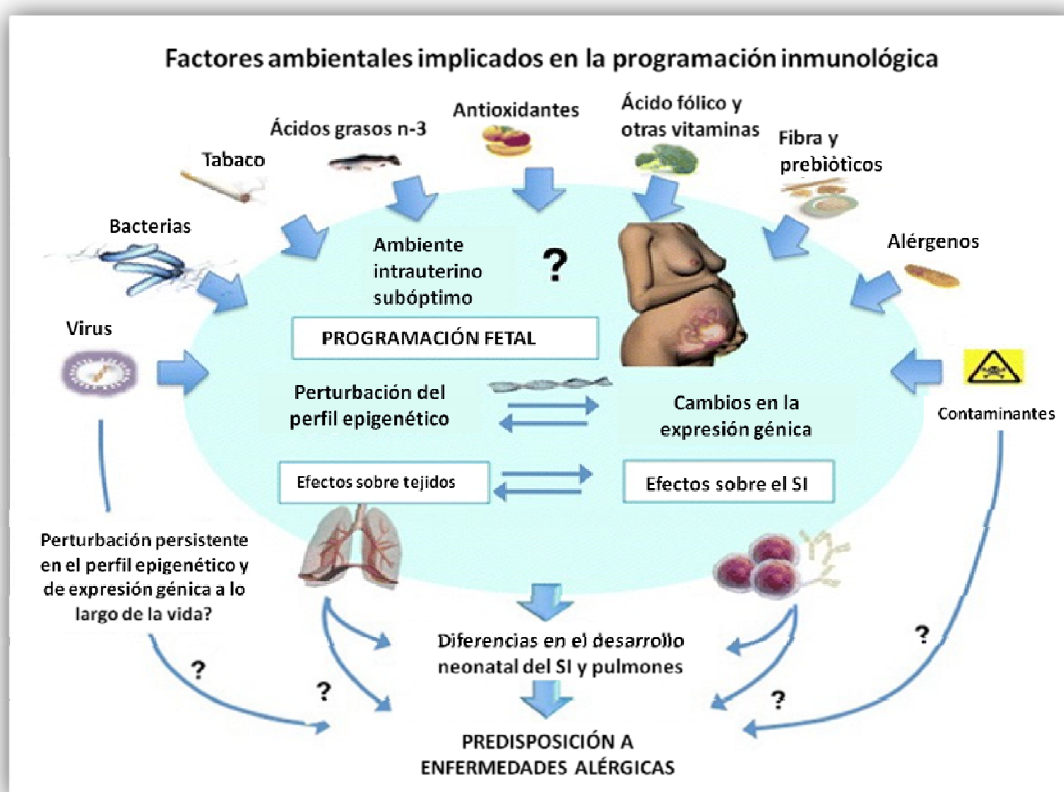 Factores ambientales implicados en la programación inmunológica
Antioxidantes
Ácido fólico y
otras vitaminas
Ácidos grasos n-3
Fibra y
prebiòtìcos
Tabaco
Bacterias
Alérgenos
Ambiente
intrauterino
subóptimo
?
Virus
PROGRAMACIÓN FETAL
Perturbación del
perfil epigenético
Cambios en la
expresión génica
Contaminantes
Efectos sobre tejidos
Efectos sobre el SI
Perturbación persistente
en el perfil epigenético y
de expresión génica a lo
largo de la vida?
Diferencias en el desarrollo
neonatal del SI y pulmones
?
?
?
?
PREDISPOSICIÓN A
ENFERMEDADES ALÉRGICAS